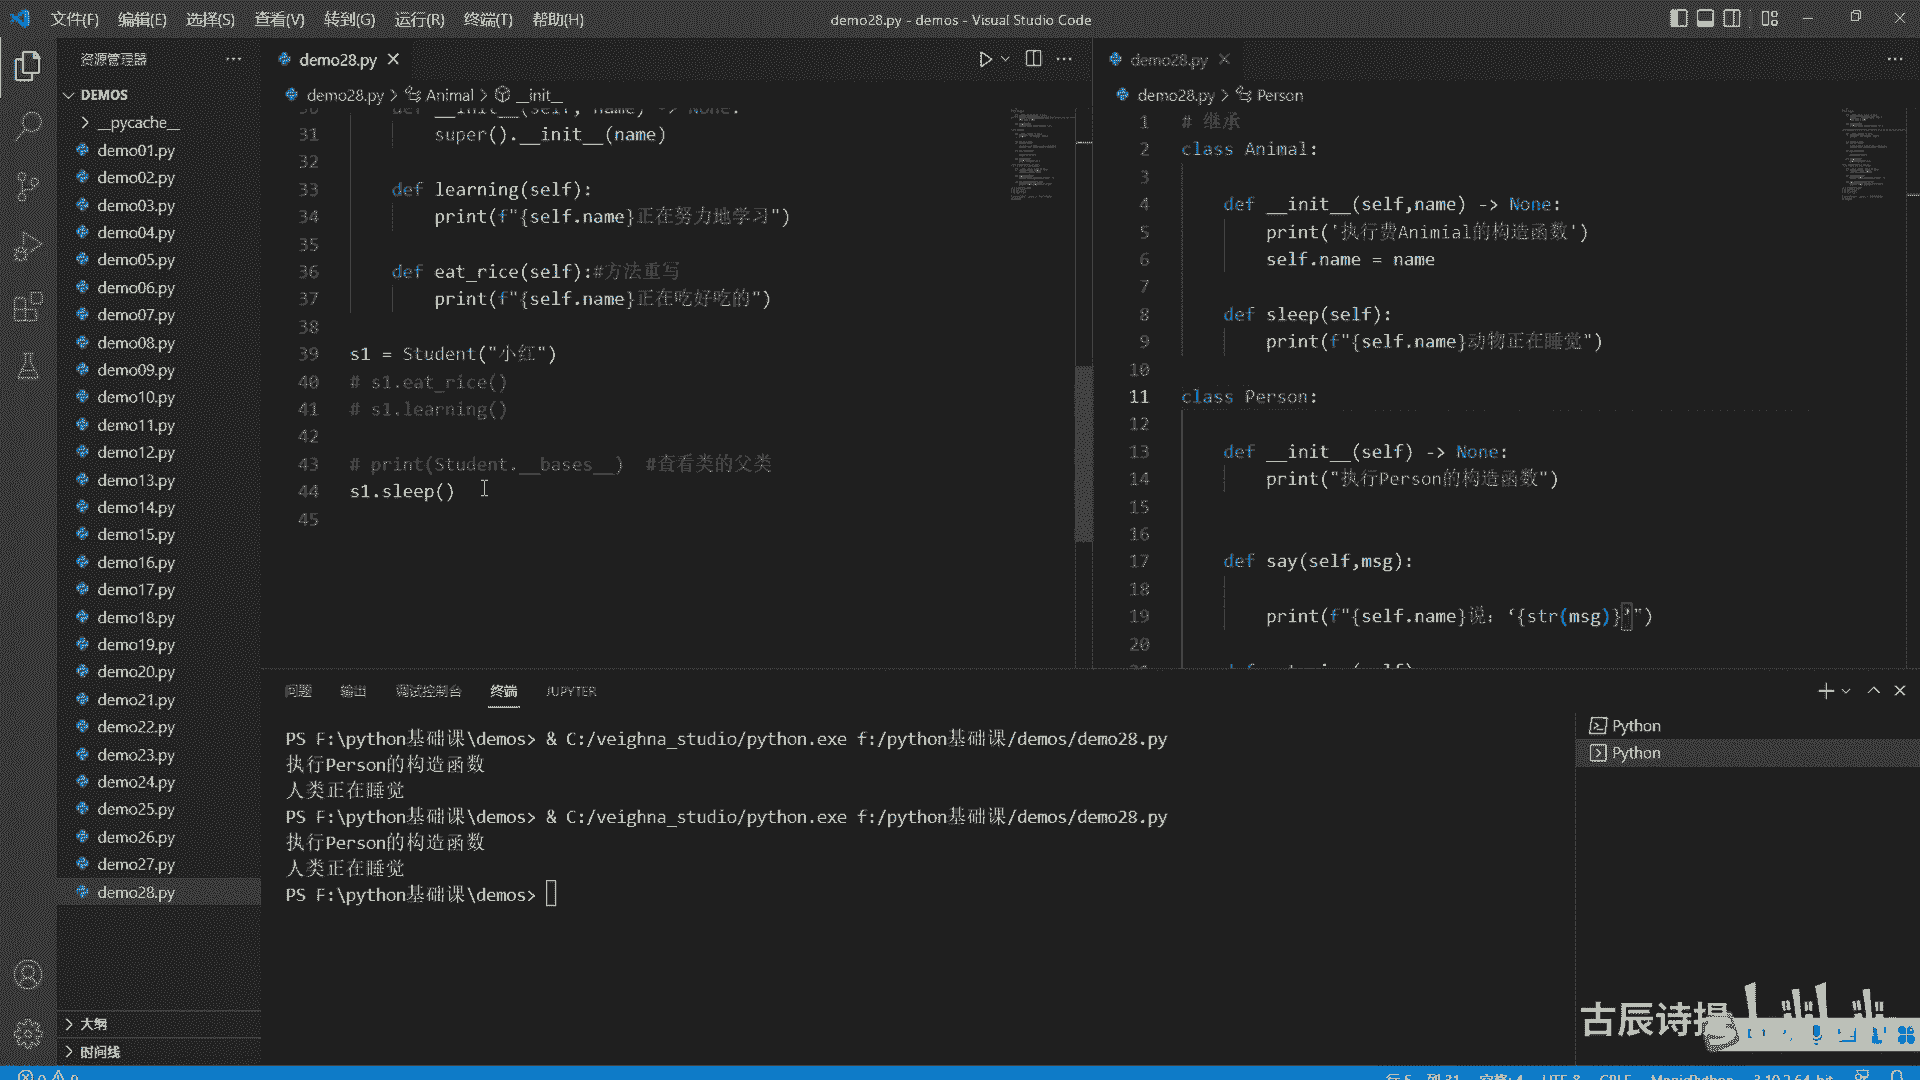 文件(F) 编辑(E) 选择(S) 查看(V) 转到(G) 运行(R) 终端(T) 帮助(H)
demo28.py - demos - Visual Studio Code
资源管理器
DEMOS
__pycache__
demo01.py
demo02.py
demo03.py
demo04.py
demo05.py
demo06.py
demo07.py
demo08.py
demo09.py
demo10.py
demo11.py
demo12.py
demo13.py
demo14.py
demo15.py
demo16.py
demo17.py
demo18.py
demo19.py
demo20.py
demo21.py
demo22.py
demo23.py
demo24.py
demo25.py
demo26.py
demo27.py
demo28.py
大纲
时间线
demo28.py
demo28.py > Animal > __init__
30 def __init__(self, name) -> None:
31 super().__init__(name)
32
33 def learning(self):
34 print(f"{self.name}正在努力地学习")
35
36 def eat_rice(self):#方法重写
37 print(f"{self.name}正在吃好吃的")
38
39 s1 = Student("小红")
40 # s1.eat_rice()
41 # s1.learning()
42
43 # print(Student.__bases__) #查看类的父类
44 s1.sleep()
45
demo28.py
demo28.py > Person
1 # 继承
2 class Animal:
3
4 def __init__(self,name) -> None:
5 print('执行费Animial的构造函数')
6 self.name = name
7
8 def sleep(self):
9 print(f"{self.name}动物正在睡觉")
10
11 class Person:
12
13 def __init__(self) -> None:
14 print("执行Person的构造函数")
15
16
17 def say(self,msg):
18
19 print(f"{self.name}说：‘{str(msg)}’")
20
问题 输出 调试控制台 终端 JUPYTER
PS F:\python基础课\demos> & C:/veighna_studio/python.exe f:/python基础课/demos/demo28.py
执行Person的构造函数
人类正在睡觉
PS F:\python基础课\demos> & C:/veighna_studio/python.exe f:/python基础课/demos/demo28.py
执行Person的构造函数
人类正在睡觉
PS F:\python基础课\demos>
Python
Python
古辰诗提